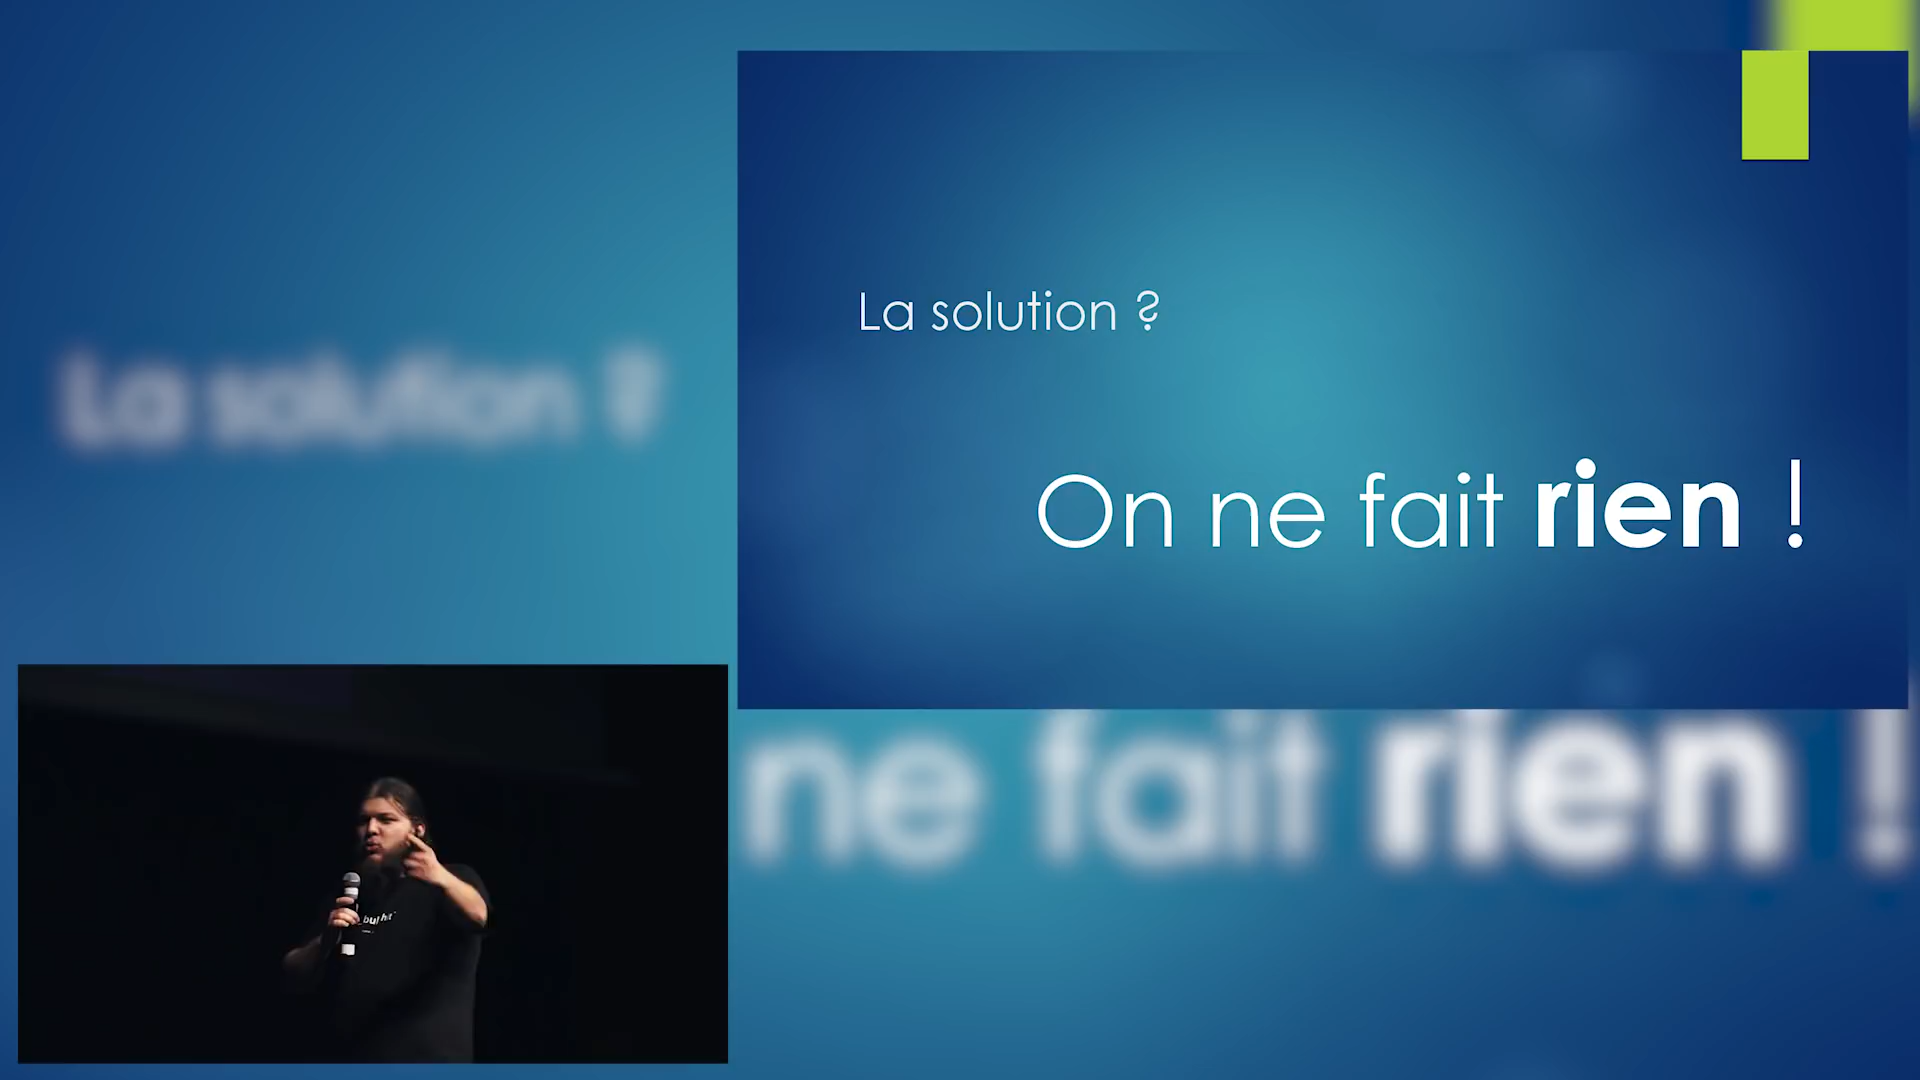 La solution ?
On ne fait rien !
La solution ?
ne fait rien !